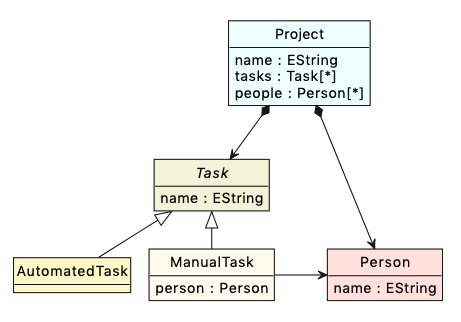 Project
name : EString
tasks : Task[*]
people : Person[*]
Task
name : EString
AutomatedTask
ManualTask
person : Person
Person
name : EString